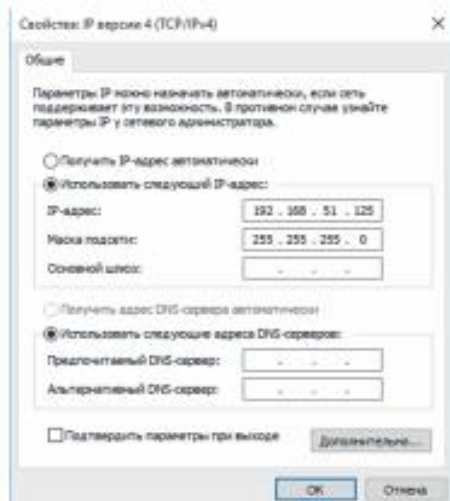 Свойства: IP версии 4 (TCP/IPv4)
Общие
Параметры IP можно назначать автоматически, если сеть
поддерживает эту возможность. В противном случае узнайте
параметры IP у сетевого администратора.
Получить IP-адрес автоматически
Использовать следующий IP-адрес:
IP-адрес: 192 . 168 . 51 . 125
Маска подсети: 255 . 255 . 255 . 0
Основной шлюз: . . .
Получить адрес DNS-сервера автоматически
Использовать следующие адреса DNS-серверов:
Предпочитаемый DNS-сервер: . . .
Альтернативный DNS-сервер: . . .
Подтвердить параметры при выходе
Дополнительно...
OK Отмена